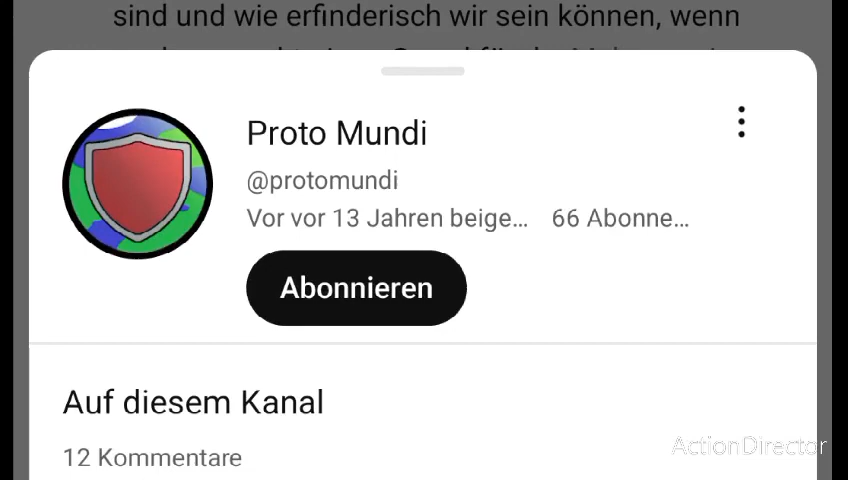 sind und wie erfinderisch wir sein können, wenn
Proto Mundi
@protomundi
Vor vor 13 Jahren beige... 66 Abonne...
Abonnieren
Auf diesem Kanal
12 Kommentare
ActionDirector